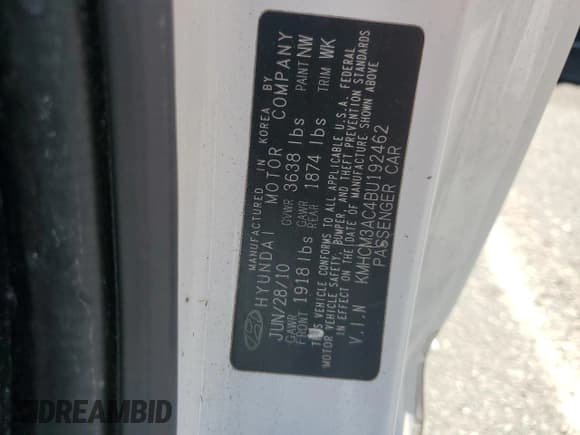 MANUFACTURED IN KOREA BY
HYUNDAI MOTOR COMPANY
JUN/28/10 GVWR 3638 lbs PAINT NW
GAWR FRONT 1918 lbs GAWR REAR 1874 lbs TRIM WK
THIS VEHICLE CONFORMS TO ALL APPLICABLE U.S.A. FEDERAL
MOTOR VEHICLE SAFETY, BUMPER, AND THEFT PREVENTION STANDARDS
IN EFFECT ON THE DATE OF MANUFACTURE SHOWN ABOVE
V.I.N KMHCM3AC4BU192462
PASSENGER CAR
DREAMBID